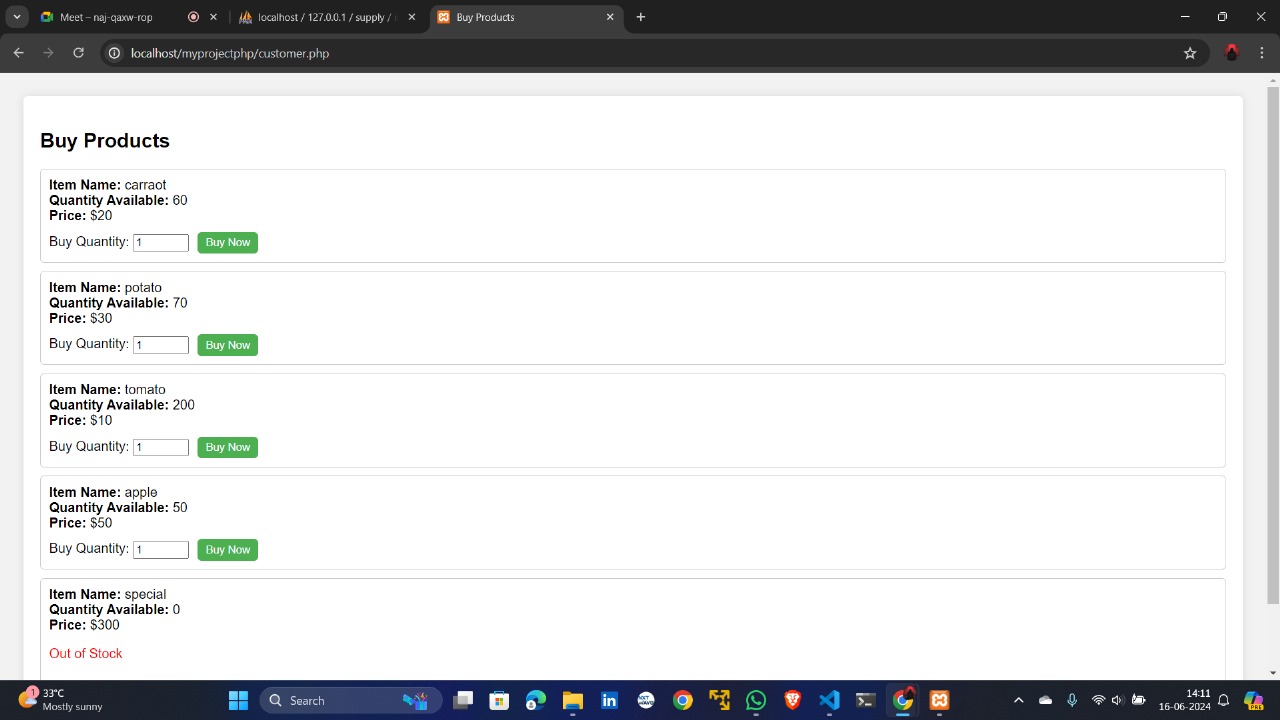 Meet – naj-qaxw-rop
localhost / 127.0.0.1 / supply /
Buy Products
localhost/myprojectphp/customer.php
Buy Products
Item Name: carraot
Quantity Available: 60
Price: $20
Buy Quantity: 1 Buy Now
Item Name: potato
Quantity Available: 70
Price: $30
Buy Quantity: 1 Buy Now
Item Name: tomato
Quantity Available: 200
Price: $10
Buy Quantity: 1 Buy Now
Item Name: apple
Quantity Available: 50
Price: $50
Buy Quantity: 1 Buy Now
Item Name: special
Quantity Available: 0
Price: $300
Out of Stock
1
33°C
Mostly sunny
Search
in
14:11
16-06-2024
PRE